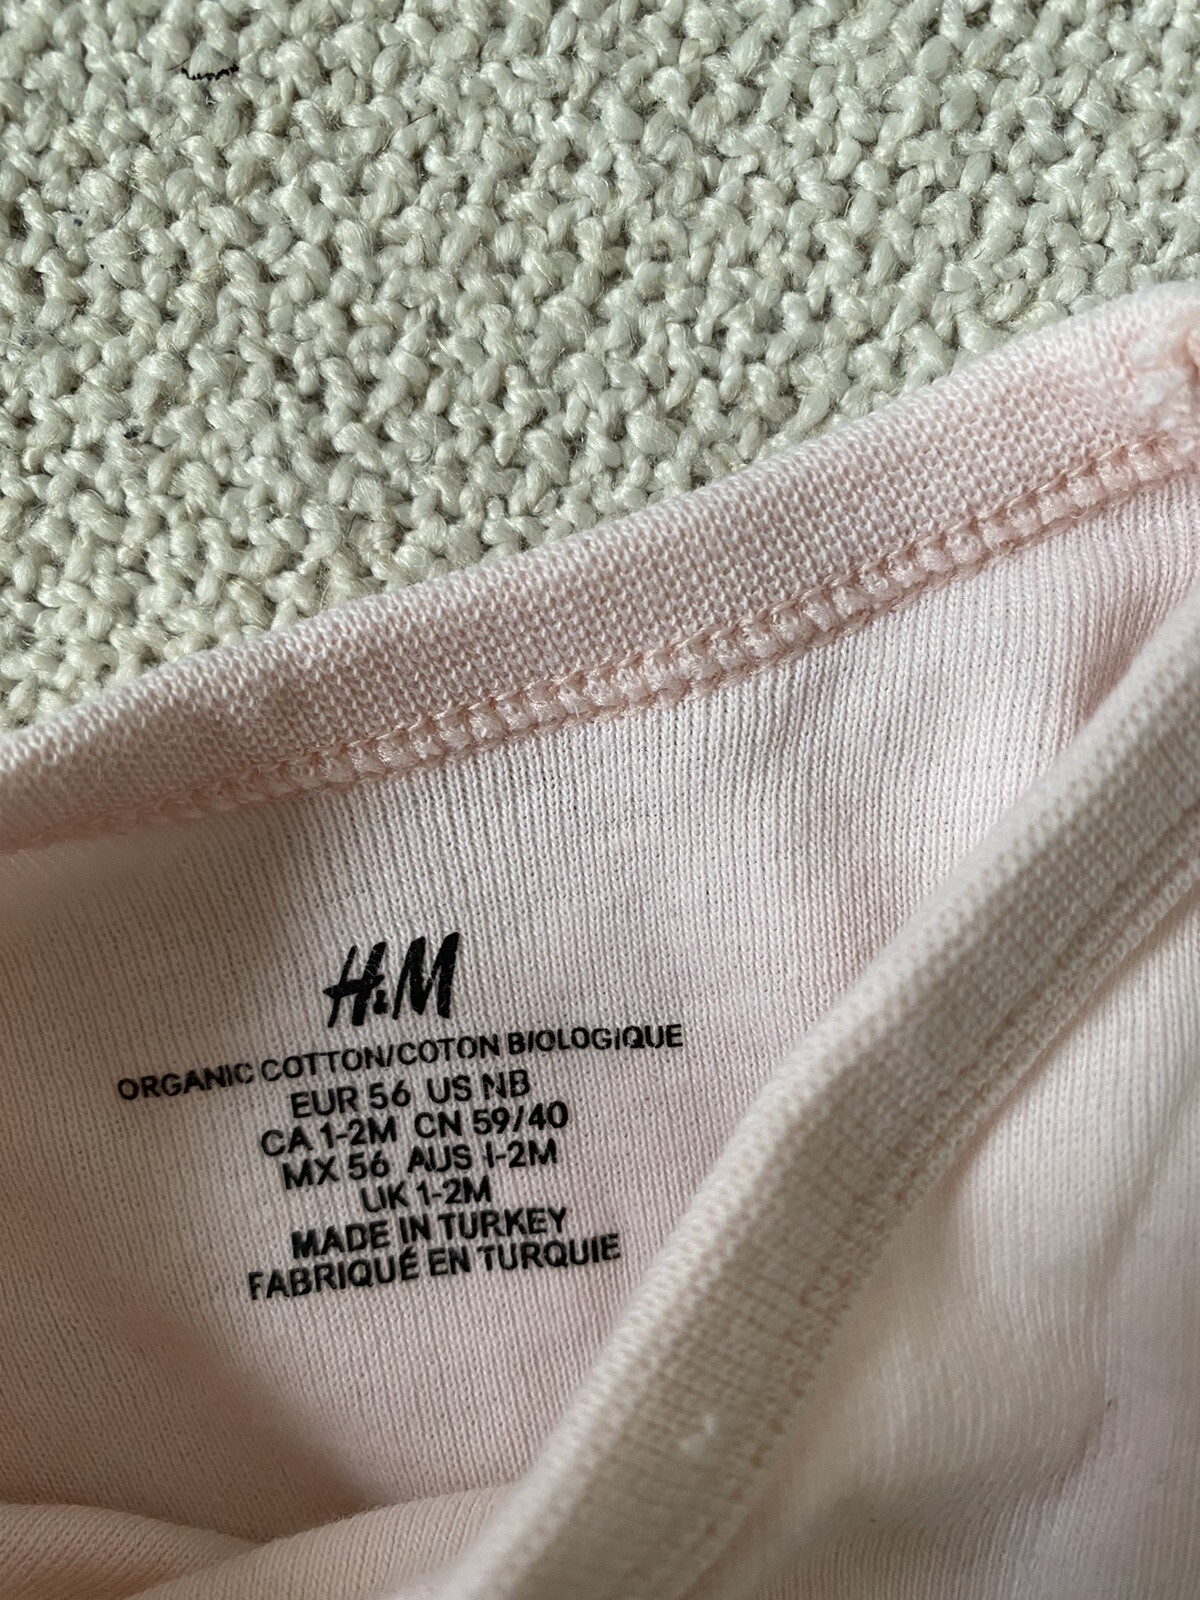 H&M
ORGANIC COTTON/COTON BIOLOGIQUE
EUR 56 US NB
CA 1-2M CN 59/40
MX 56 AUS 1-2M
UK 1-2M
MADE IN TURKEY
FABRIQUÉ EN TURQUIE